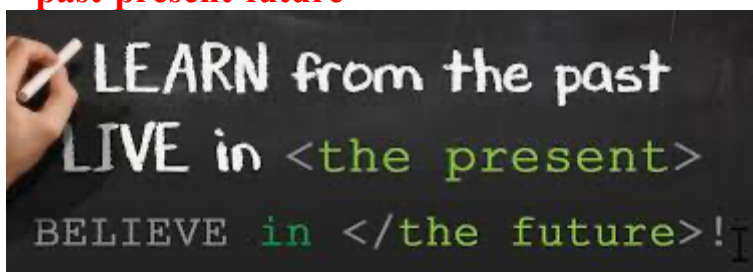 past present future
LEARN from the past
LIVE in <the present>
BELIEVE in </the future>!